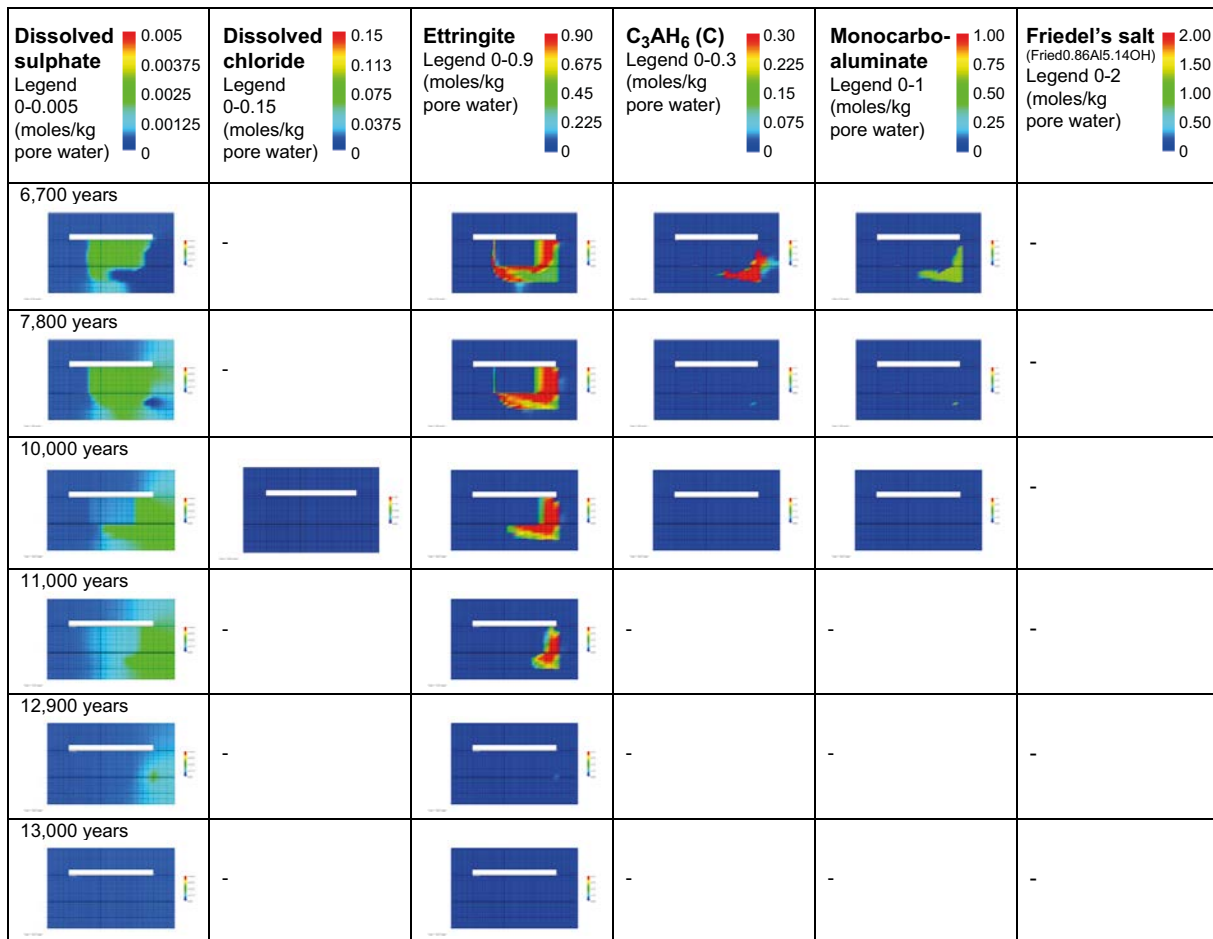 Dissolved
sulphate
Legend
0-0.005
(moles/kg
pore water)
0.005
0.00375
0.0025
0.00125
0
Dissolved
chloride
Legend
0-0.15
(moles/kg
pore water)
0.15
0.113
0.075
0.0375
0
Ettringite
Legend 0-0.9
(moles/kg
pore water)
0.90
0.675
0.45
0.225
0
C₃AH₆ (C)
Legend 0-0.3
(moles/kg
pore water)
0.30
0.225
0.15
0.075
0
Monocarbo-
aluminate
Legend 0-1
(moles/kg
pore water)
1.00
0.75
0.50
0.25
0
Friedel's salt
(Fried0.86Al5.14OH)
Legend 0-2
(moles/kg
pore water)
2.00
1.50
1.00
0.50
0
6,700 years
-
-
7,800 years
-
-
10,000 years
-
11,000 years
-
-
-
-
12,900 years
-
-
-
-
13,000 years
-
-
-
-